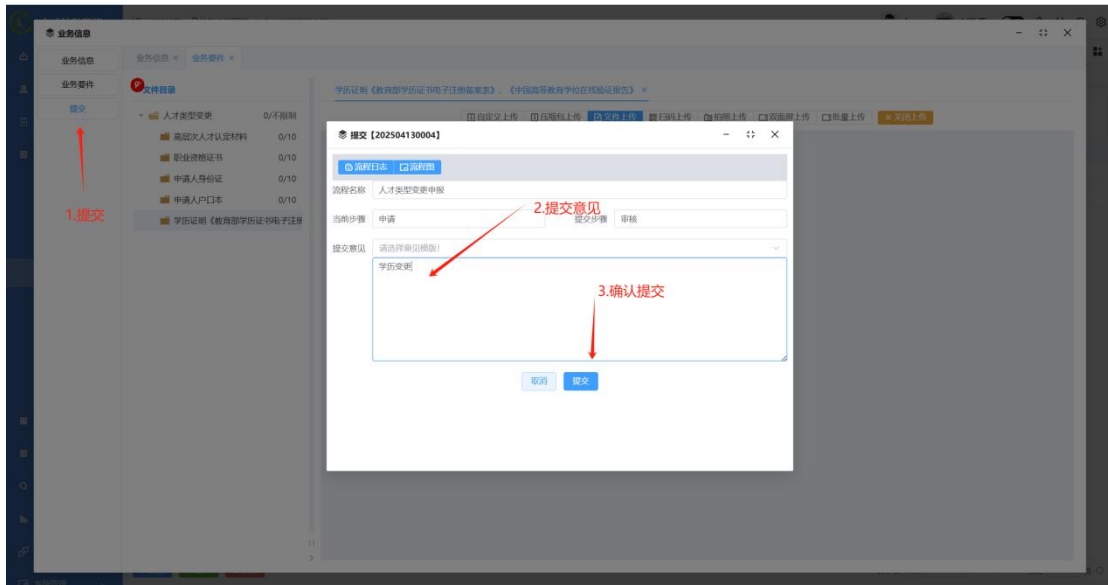 业务信息
业务信息
业务要件
提交
业务信息 ×
业务要件 ×
文件目录
人才类型变更 0/不限制
高层次人才认定材料 0/10
职业资格证书 0/10
申请人身份证 0/10
申请人户口本 0/10
学历证明《教育部学历证书电子注册
学历证明《教育部学历证书电子注册备案表》、《中国高等教育学位在线验证报告》 ×
自定义上传 压缩包上传 文件上传 扫码上传 拍照上传 双面屏上传 批量上传 × 关闭上传
1.提交
提交【202504130004】
流程日志 流程图
流程名称 人才类型变更申报
2.提交意见
当前步骤 申请 提交步骤 审核
提交意见 请选择意见模版!
学历变更
3.确认提交
取消 提交